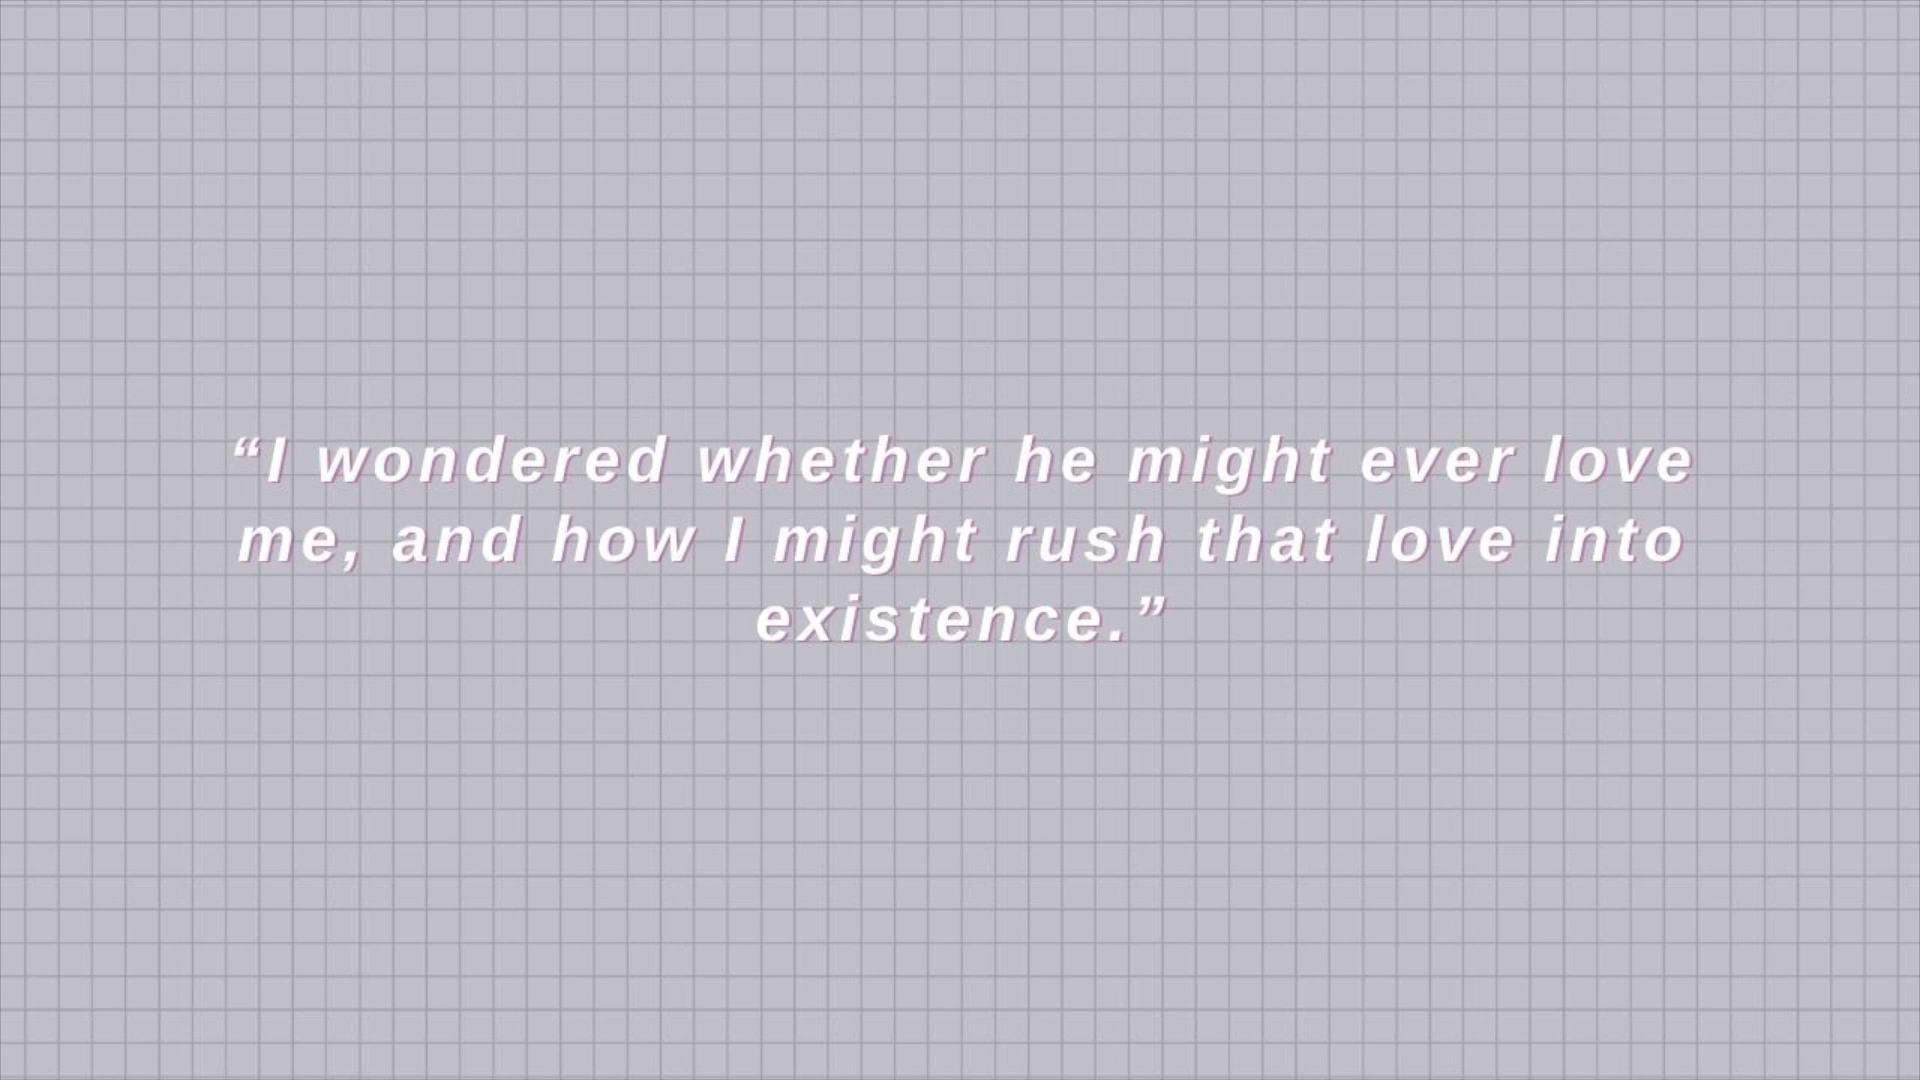 “I wondered whether he might ever love
me, and how I might rush that love into
existence.”